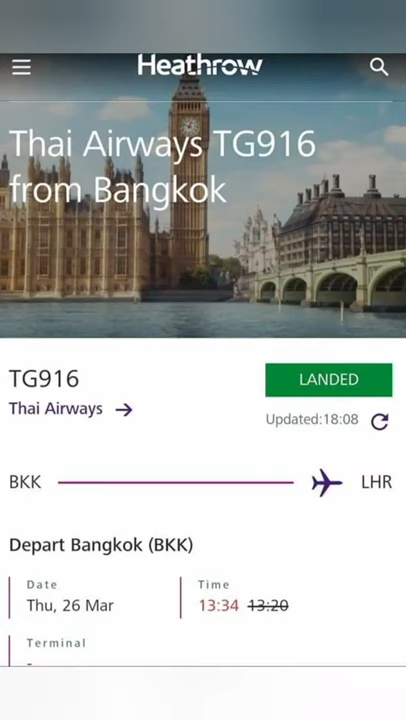 Heathrow
Thai Airways TG916
from Bangkok
TG916
LANDED
Thai Airways →
Updated:18:08
BKK
LHR
Depart Bangkok (BKK)
Date
Time
Thu, 26 Mar
13:34 13:20
Terminal
-